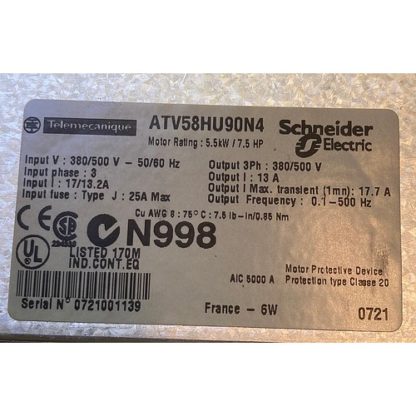 Telemecanique
ATV58HU90N4
Schneider Electric
Motor Rating : 5.5kW / 7.5 HP
Input V : 380/500 V - 50/60 Hz
Output 3Ph : 380/500 V
Input phase : 3
Output I : 13 A
Input I : 17/13.2A
Output I Max. transient (1mn): 17.7 A
Input fuse : Type J : 25A Max
Output Frequency : 0.1-500 Hz
Cu AWG 8 : 75°C : 7.5 lb-in/0.85 Nm
CE
UL
N998
LISTED 170M
IND.CONT.EQ
AIC 5000 A
Motor Protective Device
Protection type Classe 20
Serial N° 0721001139
France - 6W
0721